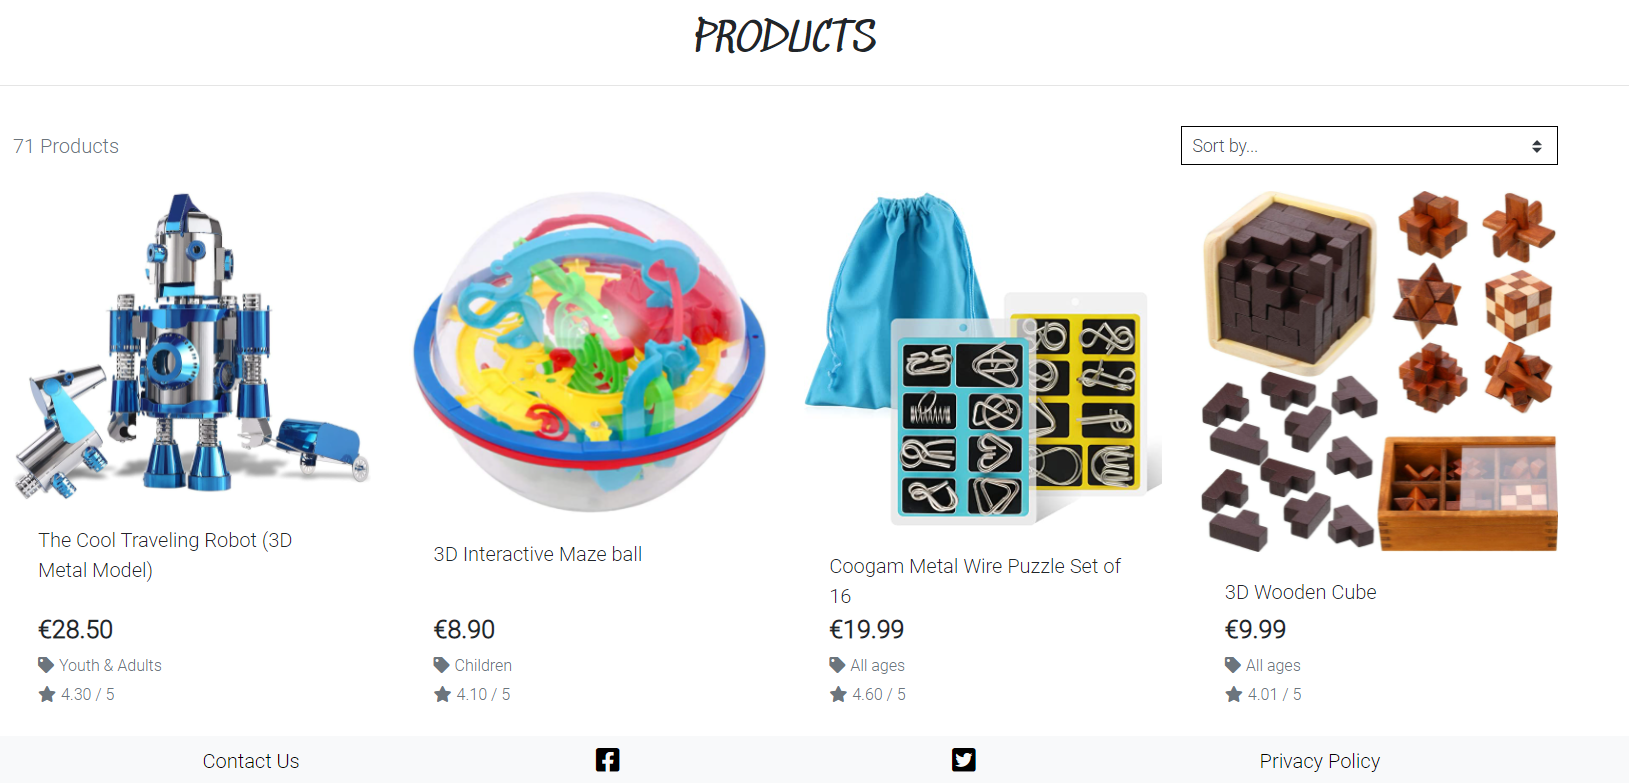 PRODUCTS
71 Products
Sort by...
The Cool Traveling Robot (3D
Metal Model)
€28.50
Youth & Adults
4.30 / 5
3D Interactive Maze ball
€8.90
Children
4.10 / 5
Coogam Metal Wire Puzzle Set of
16
€19.99
All ages
4.60 / 5
3D Wooden Cube
€9.99
All ages
4.01 / 5
Contact Us
Privacy Policy